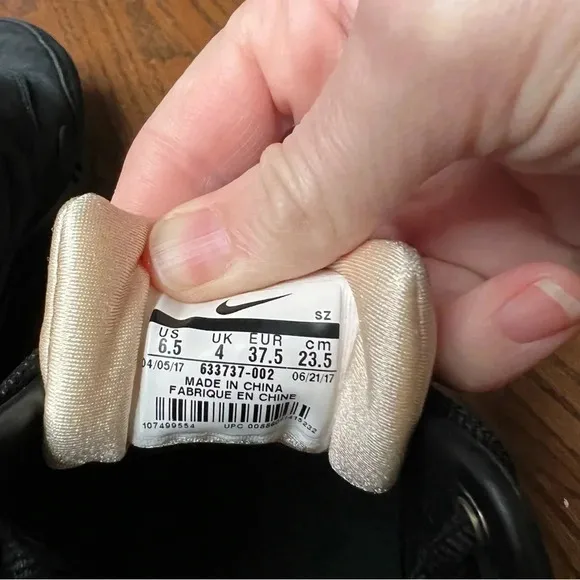 SZ
US UK EUR cm
6.5 4 37.5 23.5
04/05/17 633737-002 06/21/17
MADE IN CHINA
FABRIQUE EN CHINE
107499554 UPC